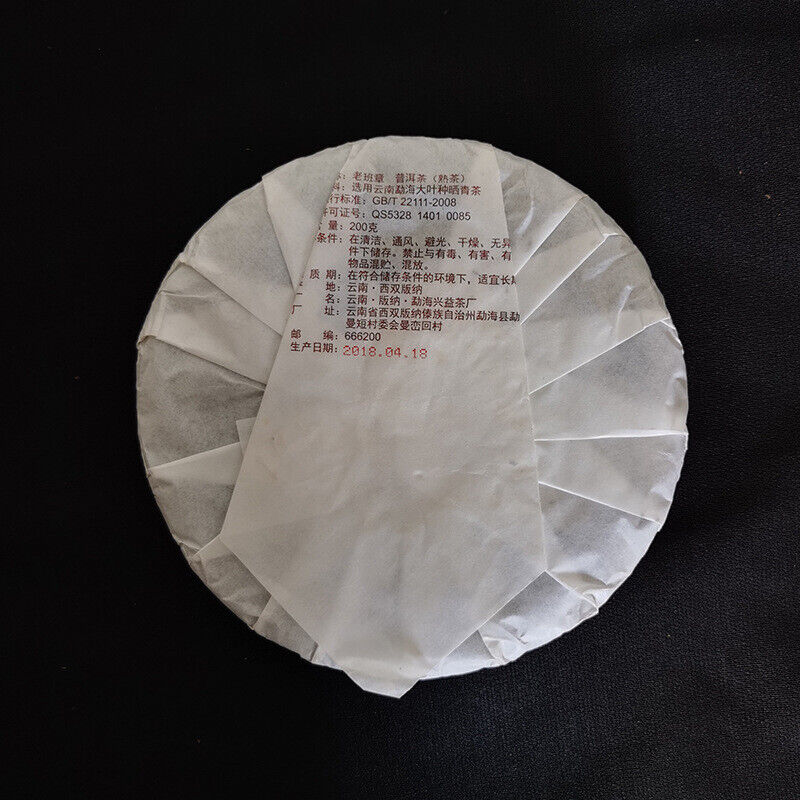 老班章 普洱茶（熟茶）
料：选用云南勐海大叶种晒青茶
行标准：GB/T 22111-2008
许可证号：QS5328 1401 0085
量：200克
条件：在清洁、通风、避光、干燥、无异
件下储存。禁止与有毒、有害、有
物品混贮，混放。
质期：在符合储存条件的环境下，适宜长期
地：云南·西双版纳
厂名：云南·版纳·勐海兴益茶厂
厂址：云南省西双版纳傣族自治州勐海县勐
曼短村委会曼峦回村
邮编：666200
生产日期：2018.04.18